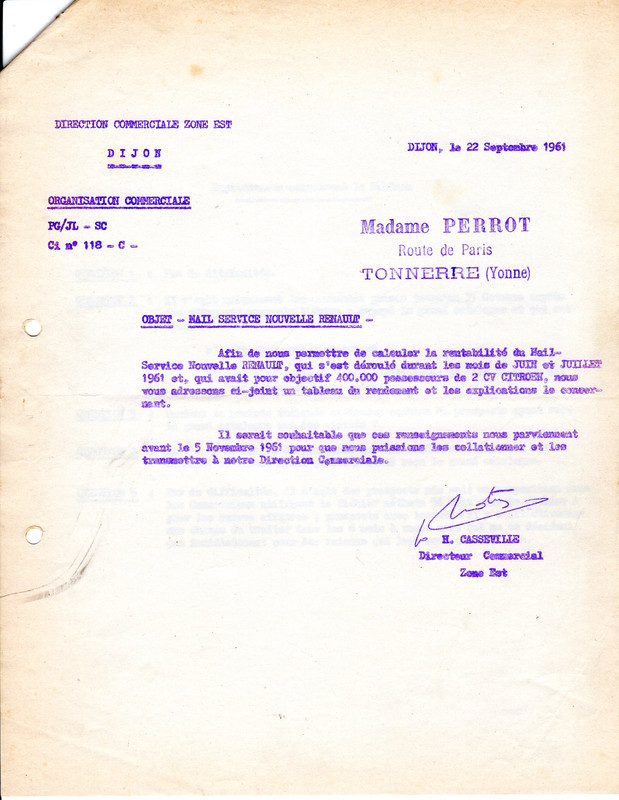 DIRECTION COMMERCIALE ZONE EST
DIJON
DIJON, le 22 Septembre 1961
ORGANISATION COMMERCIALE
PG/JL - SC
Ci n° 118 - C -
Madame PERROT
Route de Paris
TONNERRE (Yonne)
OBJET - MAIL SERVICE NOUVELLE RENAULT -
Afin de nous permettre de calculer la rentabilité du Mail-
Service Nouvelle RENAULT, qui s'est déroulé durant les mois de JUIN et JUILLET
1961 et, qui avait pour objectif 400.000 possesseurs de 2 CV CITROEN, nous
vous adressons ci-joint un tableau du rendement et les explications le concer-
nant.
Il serait souhaitable que ces renseignements nous parviennent
avant le 5 Novembre 1961 pour que nous puissions les collationner et les
transmettre à notre Direction Commerciale.
H. CASSEVILLE
Directeur Commercial
Zone Est